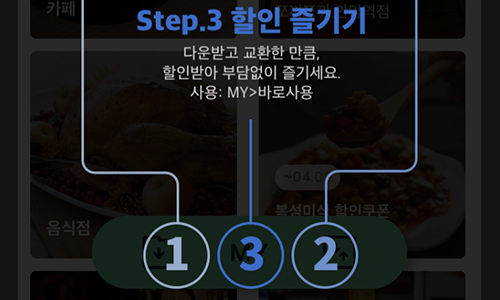 카페
Step.3 할인 즐기기
다운받고 교환한 만큼,
할인받아 부담없이 즐기세요.
사용: MY>바로사용
~04.0
음식점
복성미식 할인쿠폰
1 3 2
MY